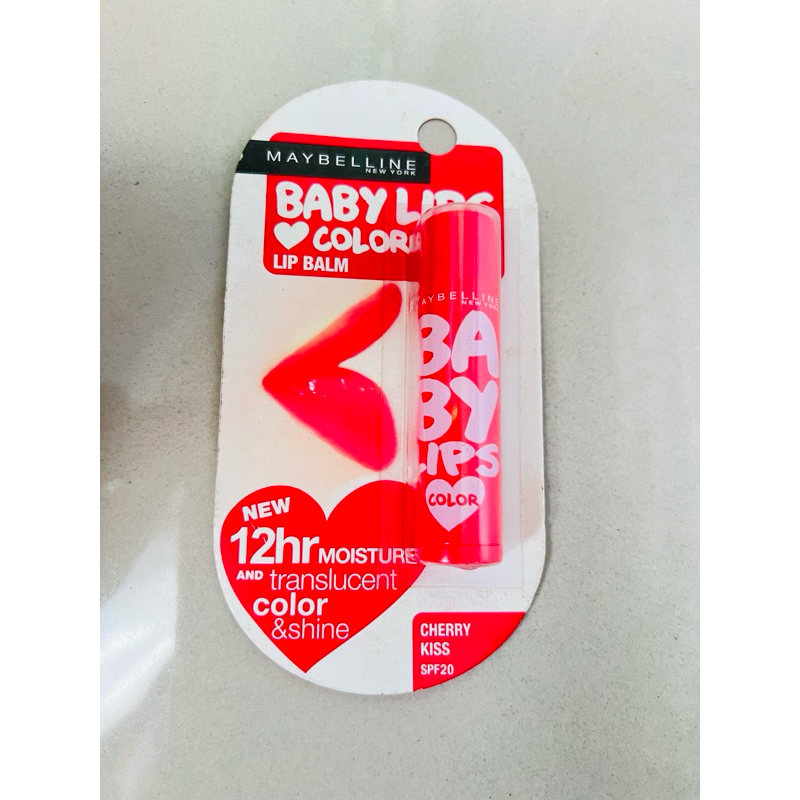 MAYBELLINE
NEW YORK
BABY LIPS
COLOR
LIP BALM
MAYBELLINE
NEW YORK
BA
BY
LIPS
COLOR
NEW
12hr MOISTURE
AND translucent
color
&shine
CHERRY
KISS
SPF20